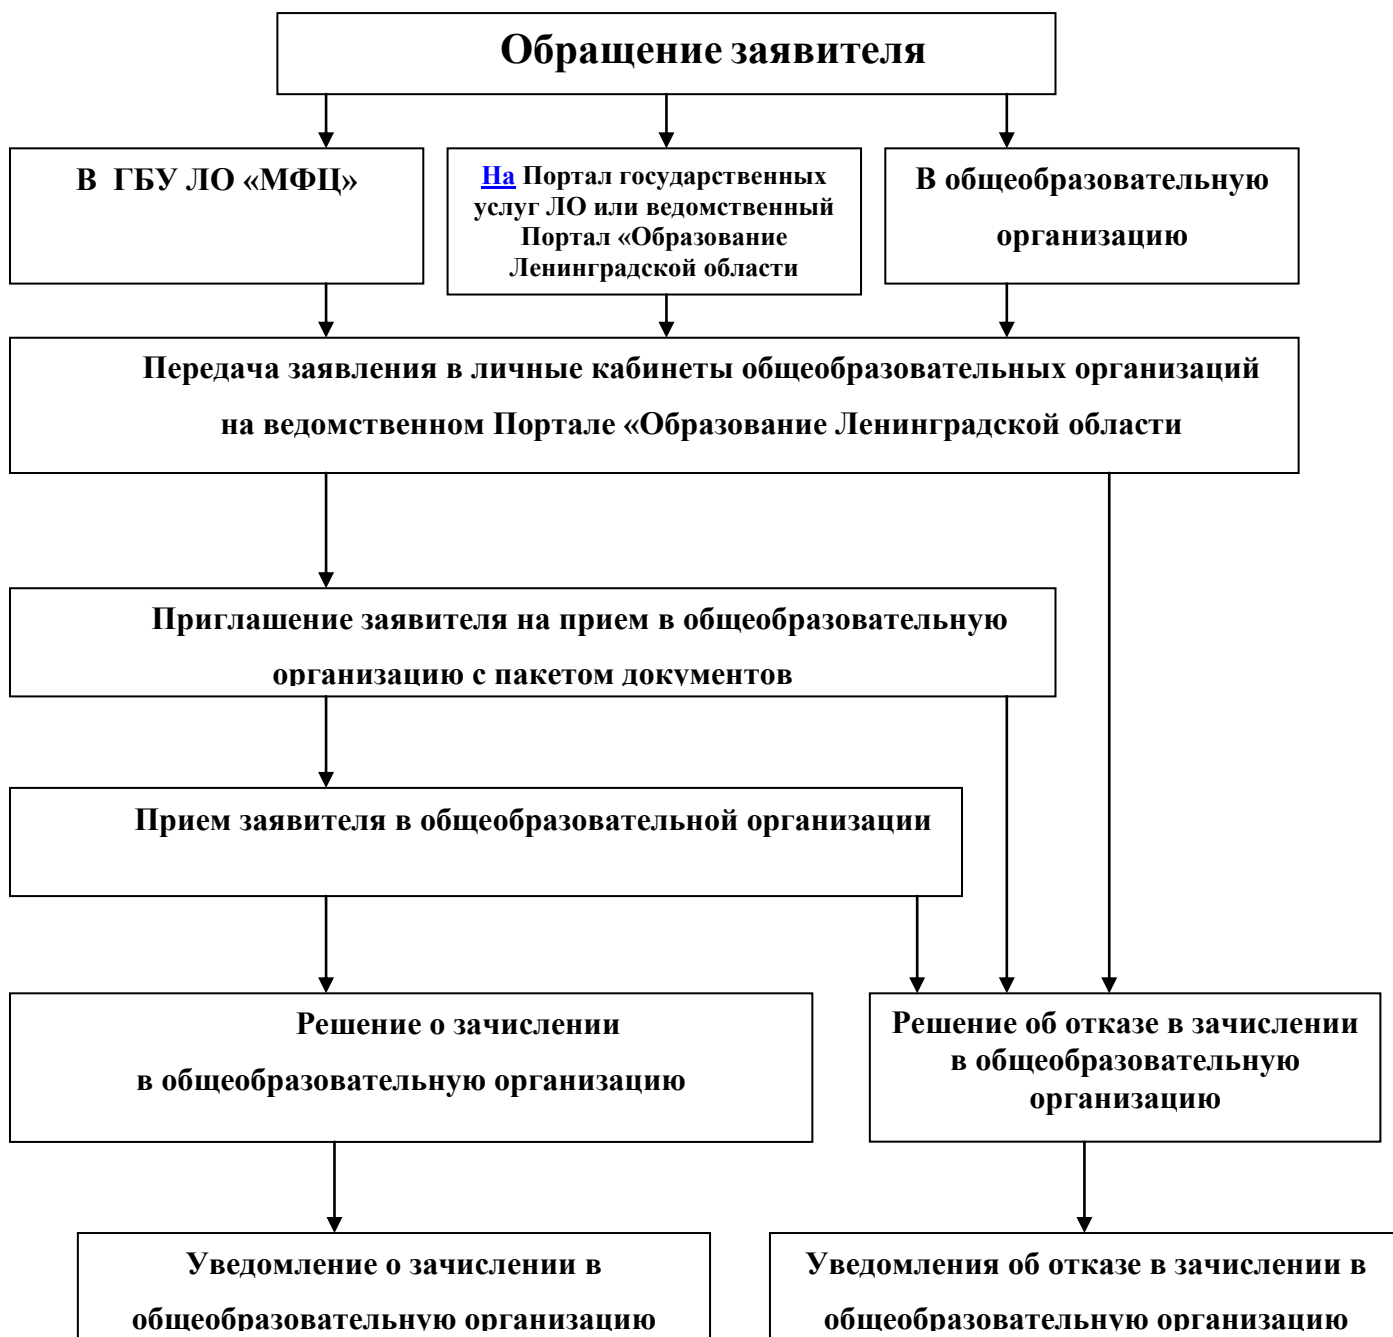 Обращение заявителя
В ГБУ ЛО «МФЦ»
На Портал государственных
услуг ЛО или ведомственный
Портал «Образование
Ленинградской области
В общеобразовательную
организацию
Передача заявления в личные кабинеты общеобразовательных организаций
на ведомственном Портале «Образование Ленинградской области
Приглашение заявителя на прием в общеобразовательную
организацию с пакетом документов
Прием заявителя в общеобразовательной организации
Решение о зачислении
в общеобразовательную организацию
Решение об отказе в зачислении
в общеобразовательную
организацию
Уведомление о зачислении в
общеобразовательную организацию
Уведомления об отказе в зачислении в
общеобразовательную организацию